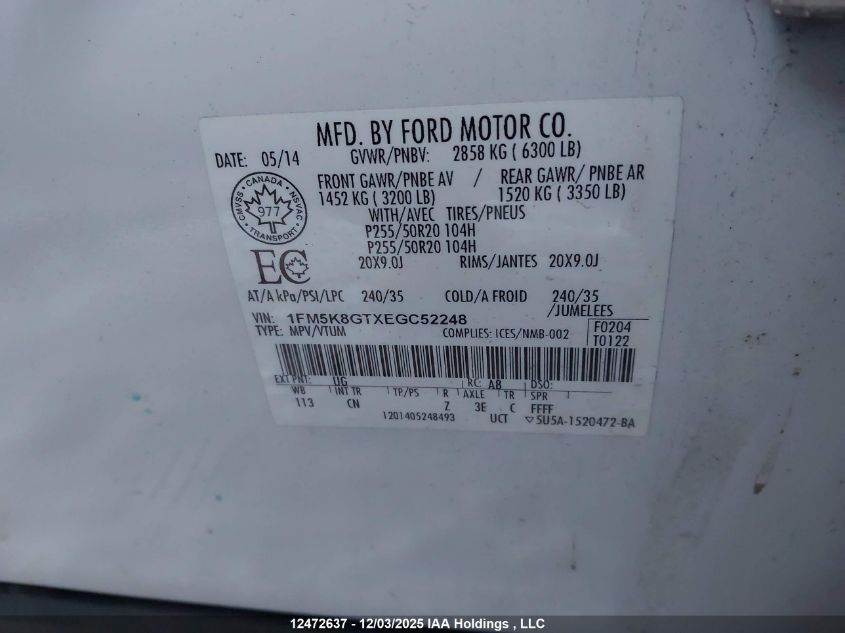 MFD. BY FORD MOTOR CO.
DATE: 05/14 GVWR/PNBV: 2858 KG ( 6300 LB)
FRONT GAWR/PNBE AV / REAR GAWR/ PNBE AR
1452 KG ( 3200 LB) 1520 KG ( 3350 LB)
WITH/AVEC TIRES/PNEUS
P255/50R20 104H
P255/50R20 104H
20X9.0J RIMS/JANTES 20X9.0J
CMVSS • CANADA • NSVAC • TRANSPORT •
977
EC
AT/A kPa/PSI/LPC 240/35 COLD/A FROID 240/35
/JUMELEES
VIN: 1FM5K8GTXEGC52248
TYPE: MPV/VTUM COMPLIES: ICES/NMB-002
F0204
T0122
EXT PNT: UG RC: A8 DSO:
WB INT TR TP/PS R AXLE TR SPR
113 CN Z 3E C FFFF
1201405248493 UCT ▽5U5A-1520472-BA
12472637 - 12/03/2025 IAA Holdings , LLC